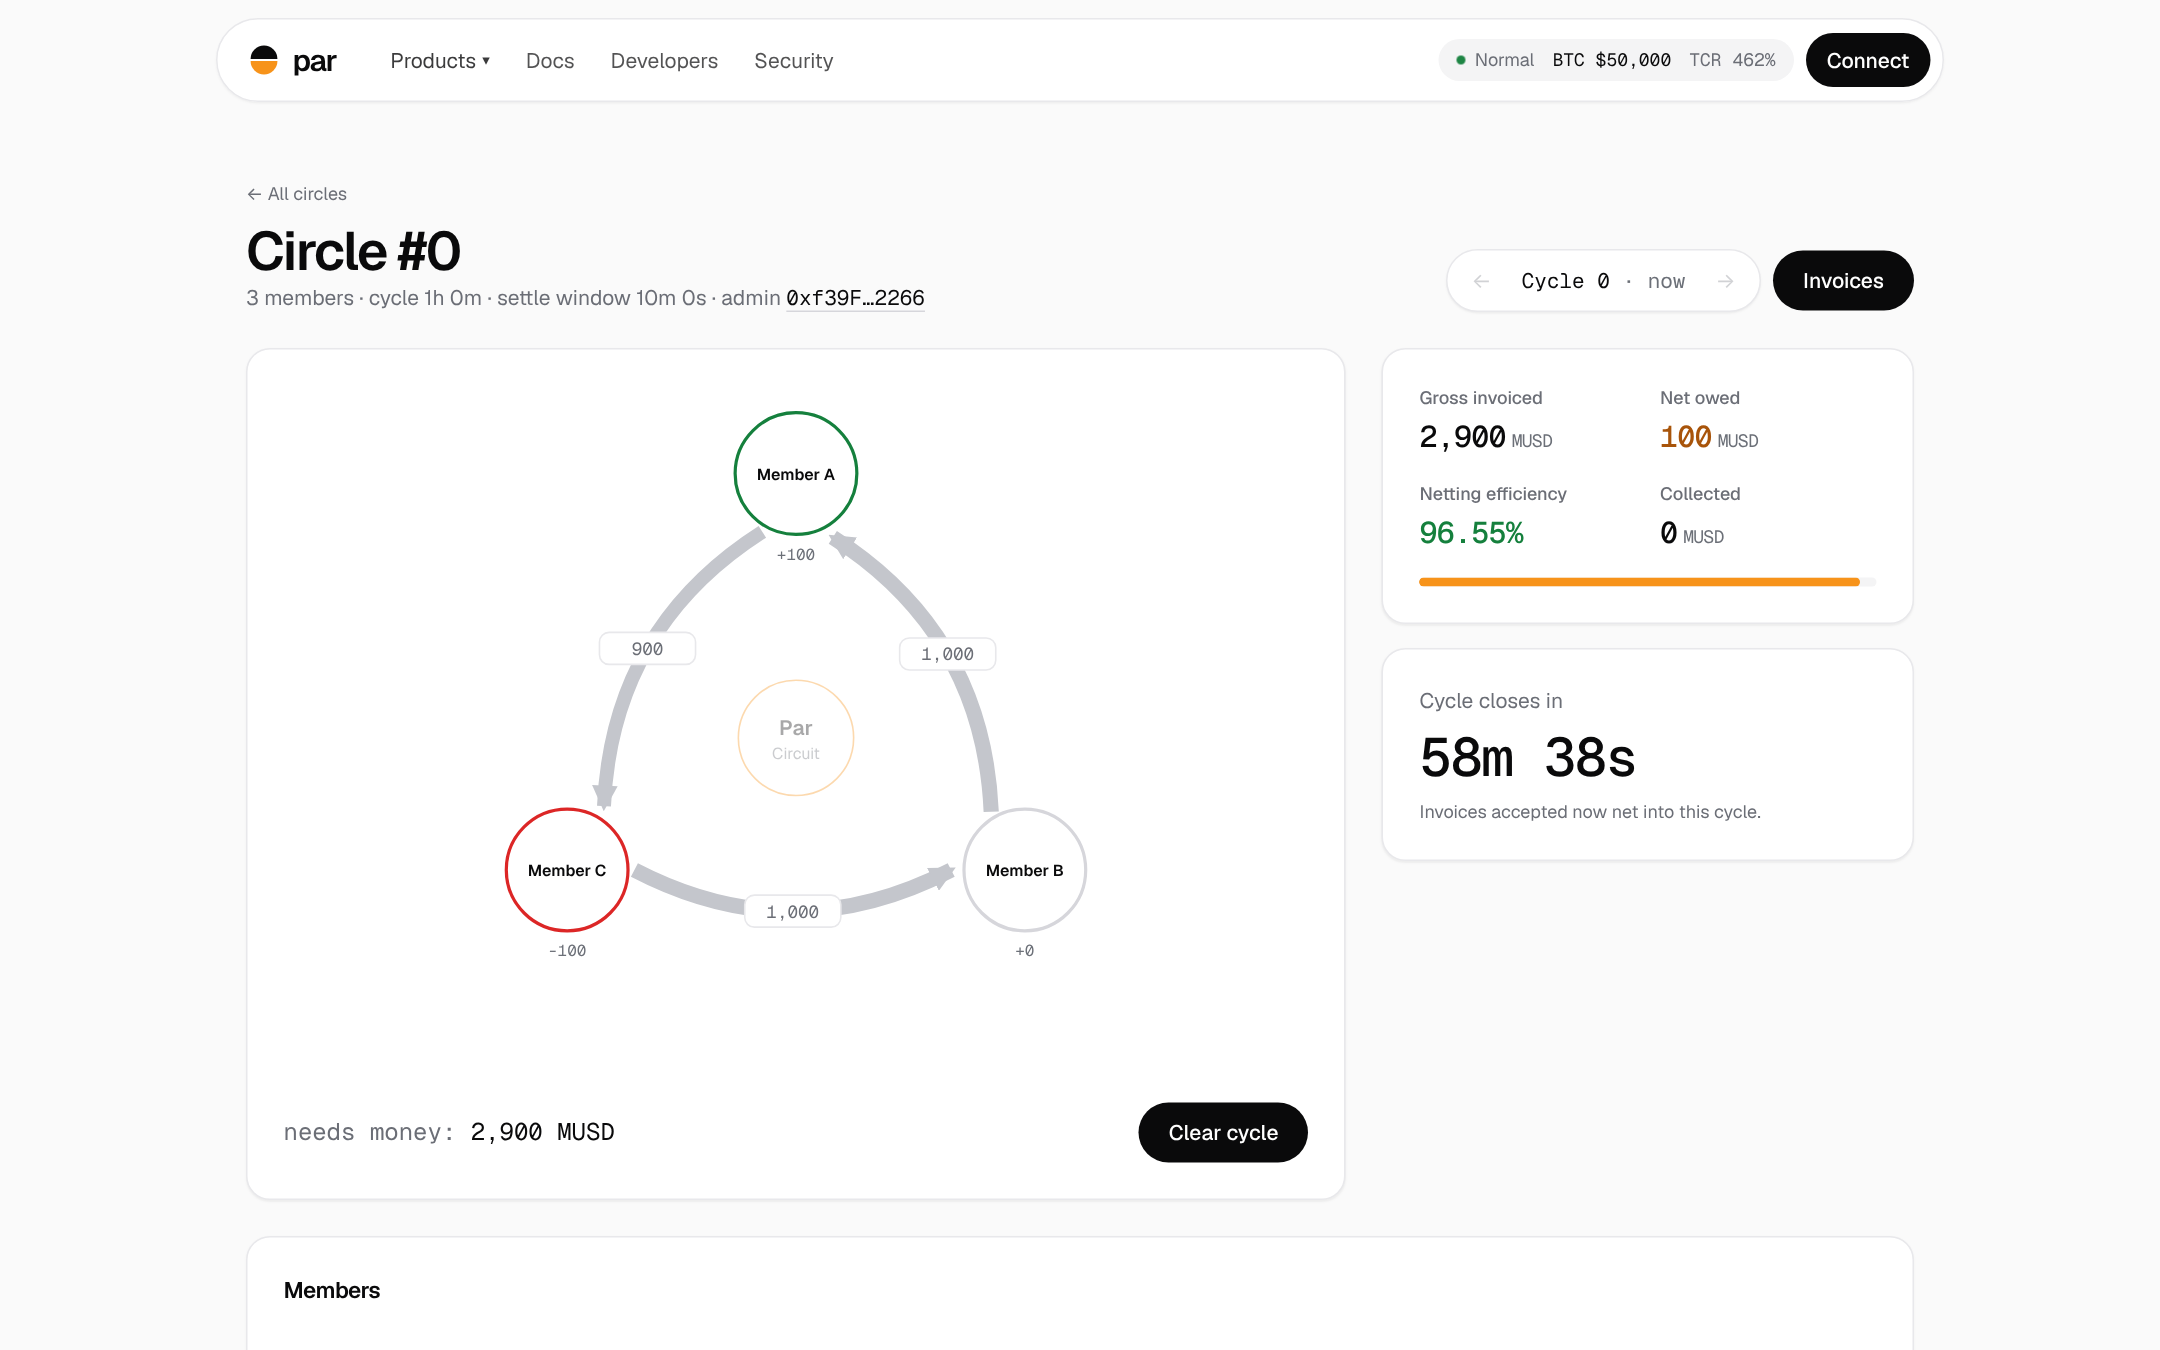 par Products ▾ Docs Developers Security Normal BTC $50,000 TCR 462% Connect
← All circles
Circle #0
3 members · cycle 1h 0m · settle window 10m 0s · admin 0xf39F…2266
← Cycle 0 · now → Invoices
Member A
+100
900
1,000
Par
Circuit
Member C
-100
1,000
Member B
+0
needs money: 2,900 MUSD
Clear cycle
Gross invoiced
2,900 MUSD
Net owed
100 MUSD
Netting efficiency
96.55%
Collected
0 MUSD
Cycle closes in
58m 38s
Invoices accepted now net into this cycle.
Members